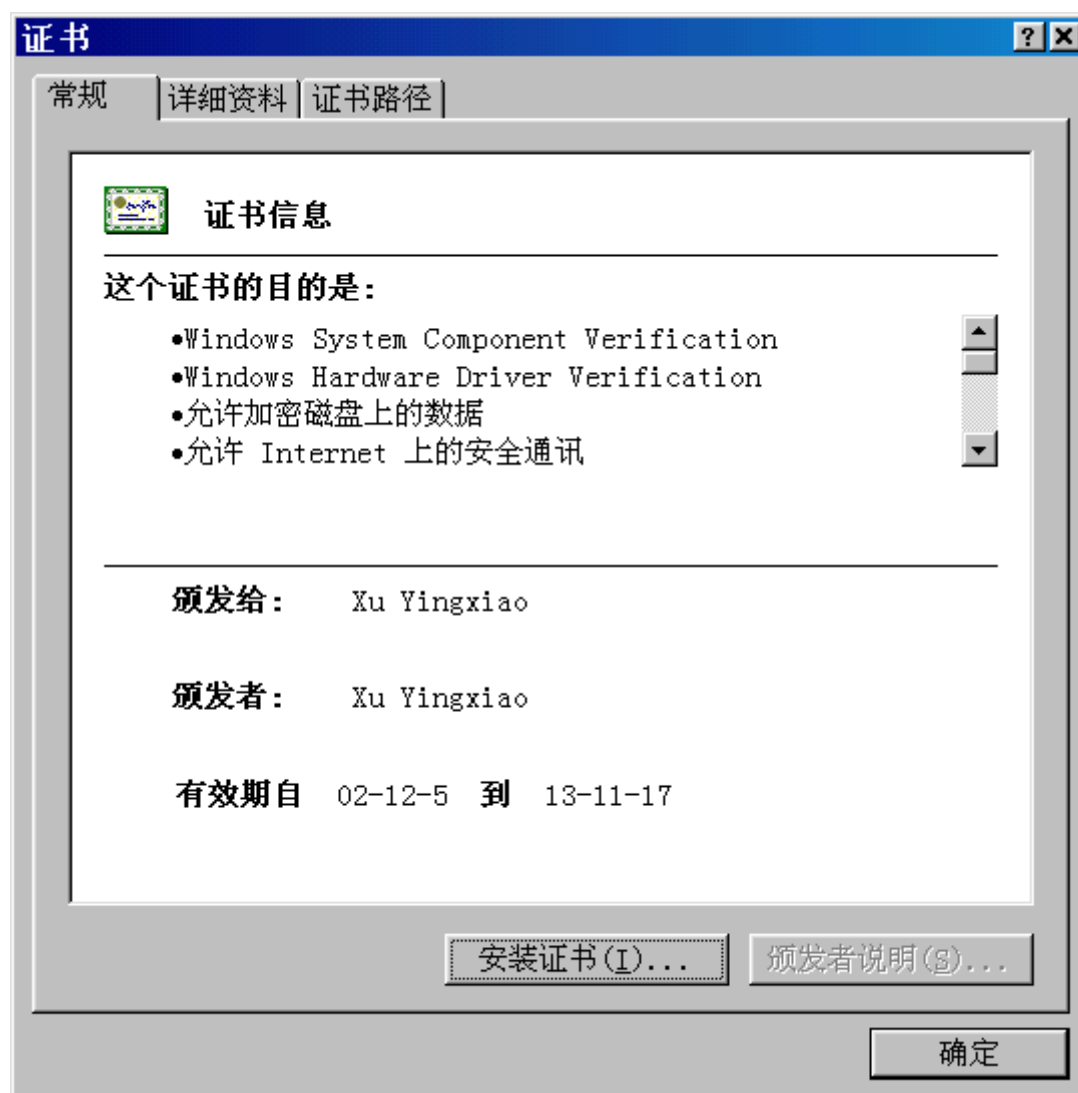 证书
常规 详细资料 证书路径
证书信息
这个证书的目的是:
•Windows System Component Verification
•Windows Hardware Driver Verification
•允许加密磁盘上的数据
•允许 Internet 上的安全通讯
颁发给: Xu Yingxiao
颁发者: Xu Yingxiao
有效期自 02-12-5 到 13-11-17
安装证书(I)... 颁发者说明(S)...
确定